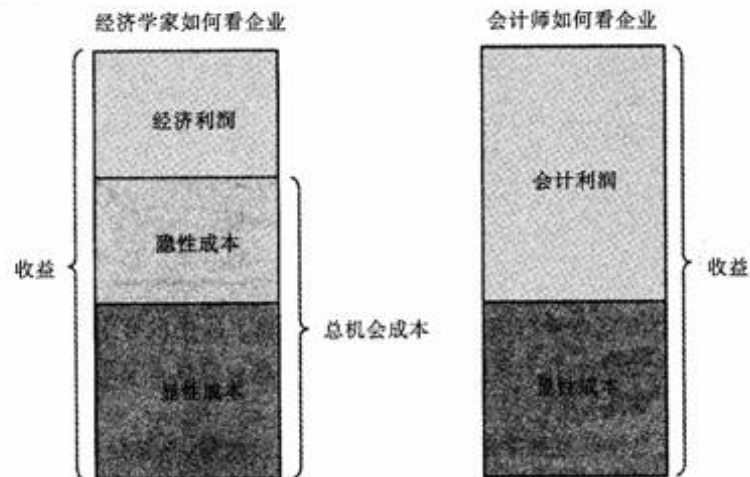 经济学家如何看企业
会计师如何看企业
经济利润
会计利润
隐性成本
收益
收益
总机会成本
显性成本
显性成本